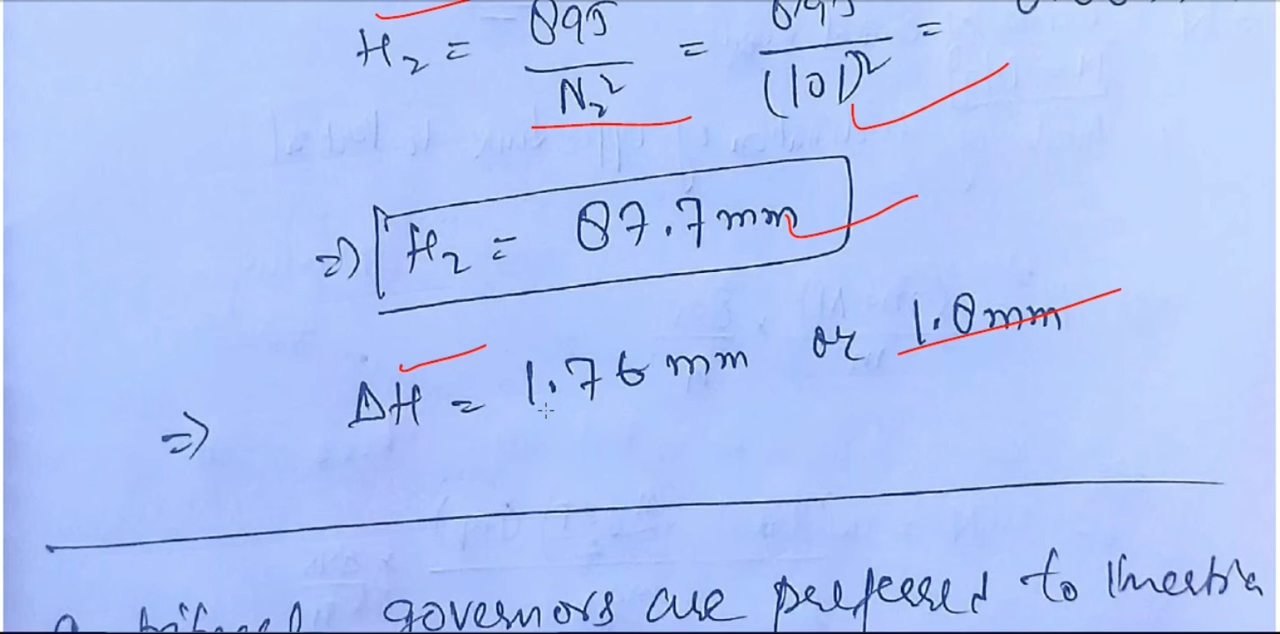 H₂ = 895/N₂² = 895/(101)² =
⇒ H₂ = 87.7 mm
⇒ ΔH = 1.76 mm or 1.8 mm
governors are preferred to Inertia